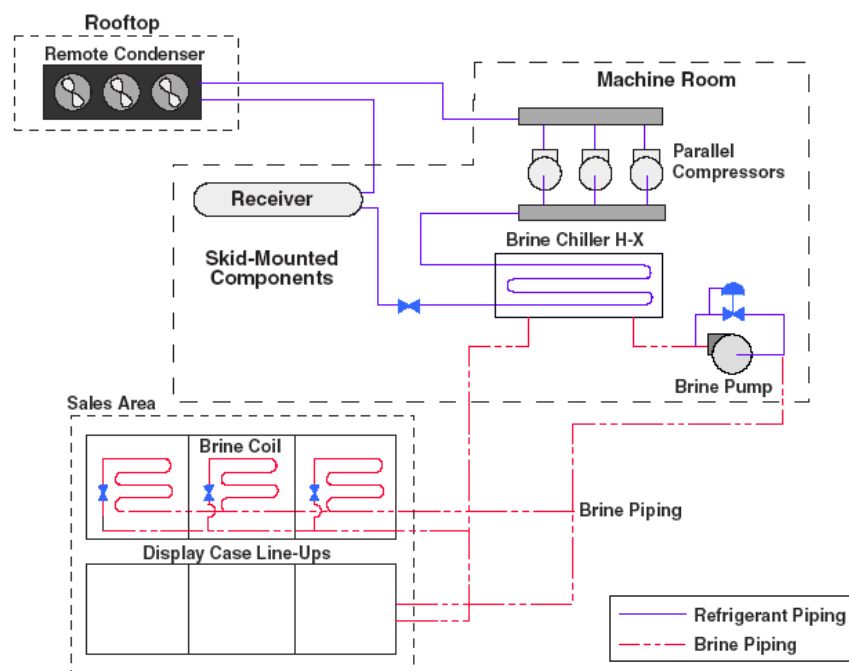 Rooftop
Remote Condenser
Machine Room
Parallel
Compressors
Receiver
Brine Chiller H-X
Skid-Mounted
Components
Brine Pump
Sales Area
Brine Coil
Brine Piping
Display Case Line-Ups
Refrigerant Piping
Brine Piping